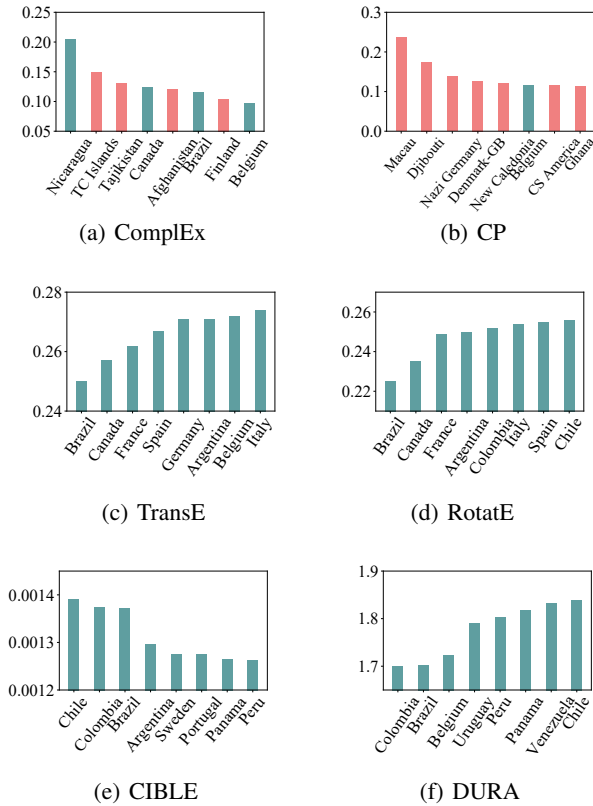 0.25
0.20
0.15
0.10
0.05
Nicaragua
TC Islands
Tajikistan
Canada
Afghanistan
Brazil
Finland
Belgium
(a) ComplEx
0.3
0.2
0.1
0.0
Macau
Djibouti
Nazi Germany
Denmark-GB
New Caledonia
Belgium
CS America
Ghana
(b) CP
0.28
0.26
0.24
Brazil
Canada
France
Spain
Germany
Argentina
Belgium
Italy
(c) TransE
0.26
0.24
0.22
Brazil
Canada
France
Argentina
Colombia
Italy
Spain
Chile
(d) RotatE
0.0014
0.0013
0.0012
Chile
Colombia
Brazil
Argentina
Sweden
Portugal
Panama
Peru
(e) CIBLE
1.9
1.8
1.7
Colombia
Brazil
Belgium
Uruguay
Peru
Panama
Venezuela
Chile
(f) DURA